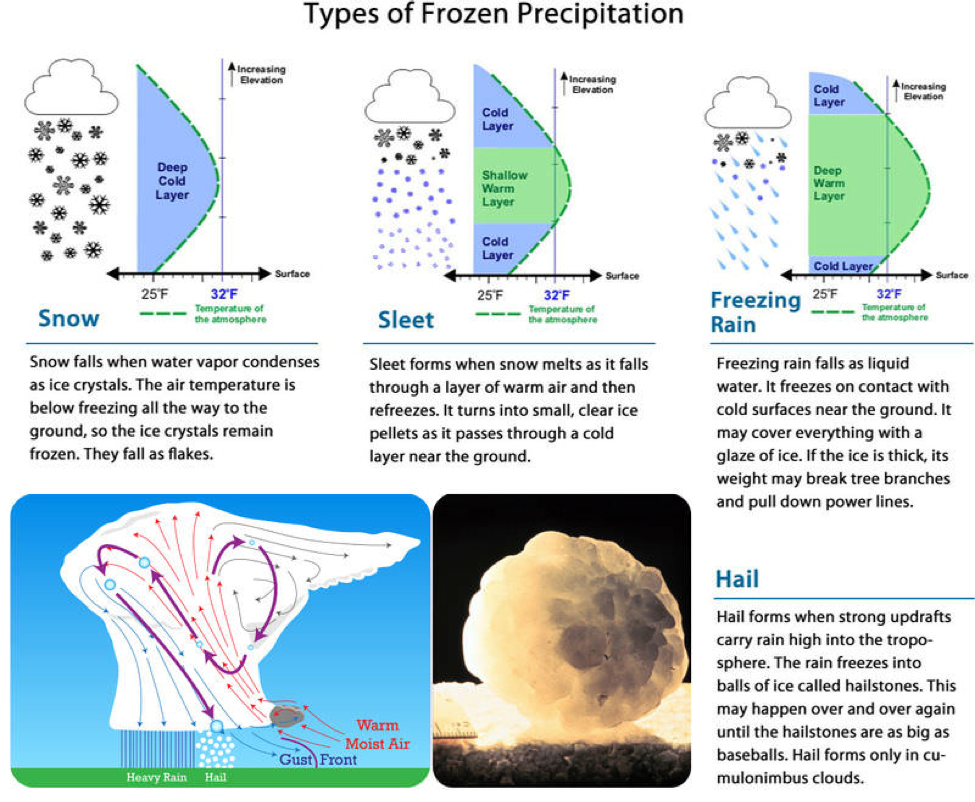 Types of Frozen Precipitation
Increasing
Elevation
Deep
Cold
Layer
Surface
25°F
32°F
Temperature of
the atmosphere
Snow
Snow falls when water vapor condenses
as ice crystals. The air temperature is
below freezing all the way to the
ground, so the ice crystals remain
frozen. They fall as flakes.
Increasing
Elevation
Cold
Layer
Shallow
Warm
Layer
Cold
Layer
Surface
25°F
32°F
Temperature of
the atmosphere
Sleet
Sleet forms when snow melts as it falls
through a layer of warm air and then
refreezes. It turns into small, clear ice
pellets as it passes through a cold
layer near the ground.
Increasing
Elevation
Cold
Layer
Deep
Warm
Layer
Cold Layer
Surface
25°F
32°F
Temperature of
the atmosphere
Freezing
Rain
Freezing rain falls as liquid
water. It freezes on contact with
cold surfaces near the ground. It
may cover everything with a
glaze of ice. If the ice is thick, its
weight may break tree branches
and pull down power lines.
Warm
Moist Air
Gust Front
Heavy Rain
Hail
Hail
Hail forms when strong updrafts
carry rain high into the tropo-
sphere. The rain freezes into
balls of ice called hailstones. This
may happen over and over again
until the hailstones are as big as
baseballs. Hail forms only in cu-
mulonimbus clouds.